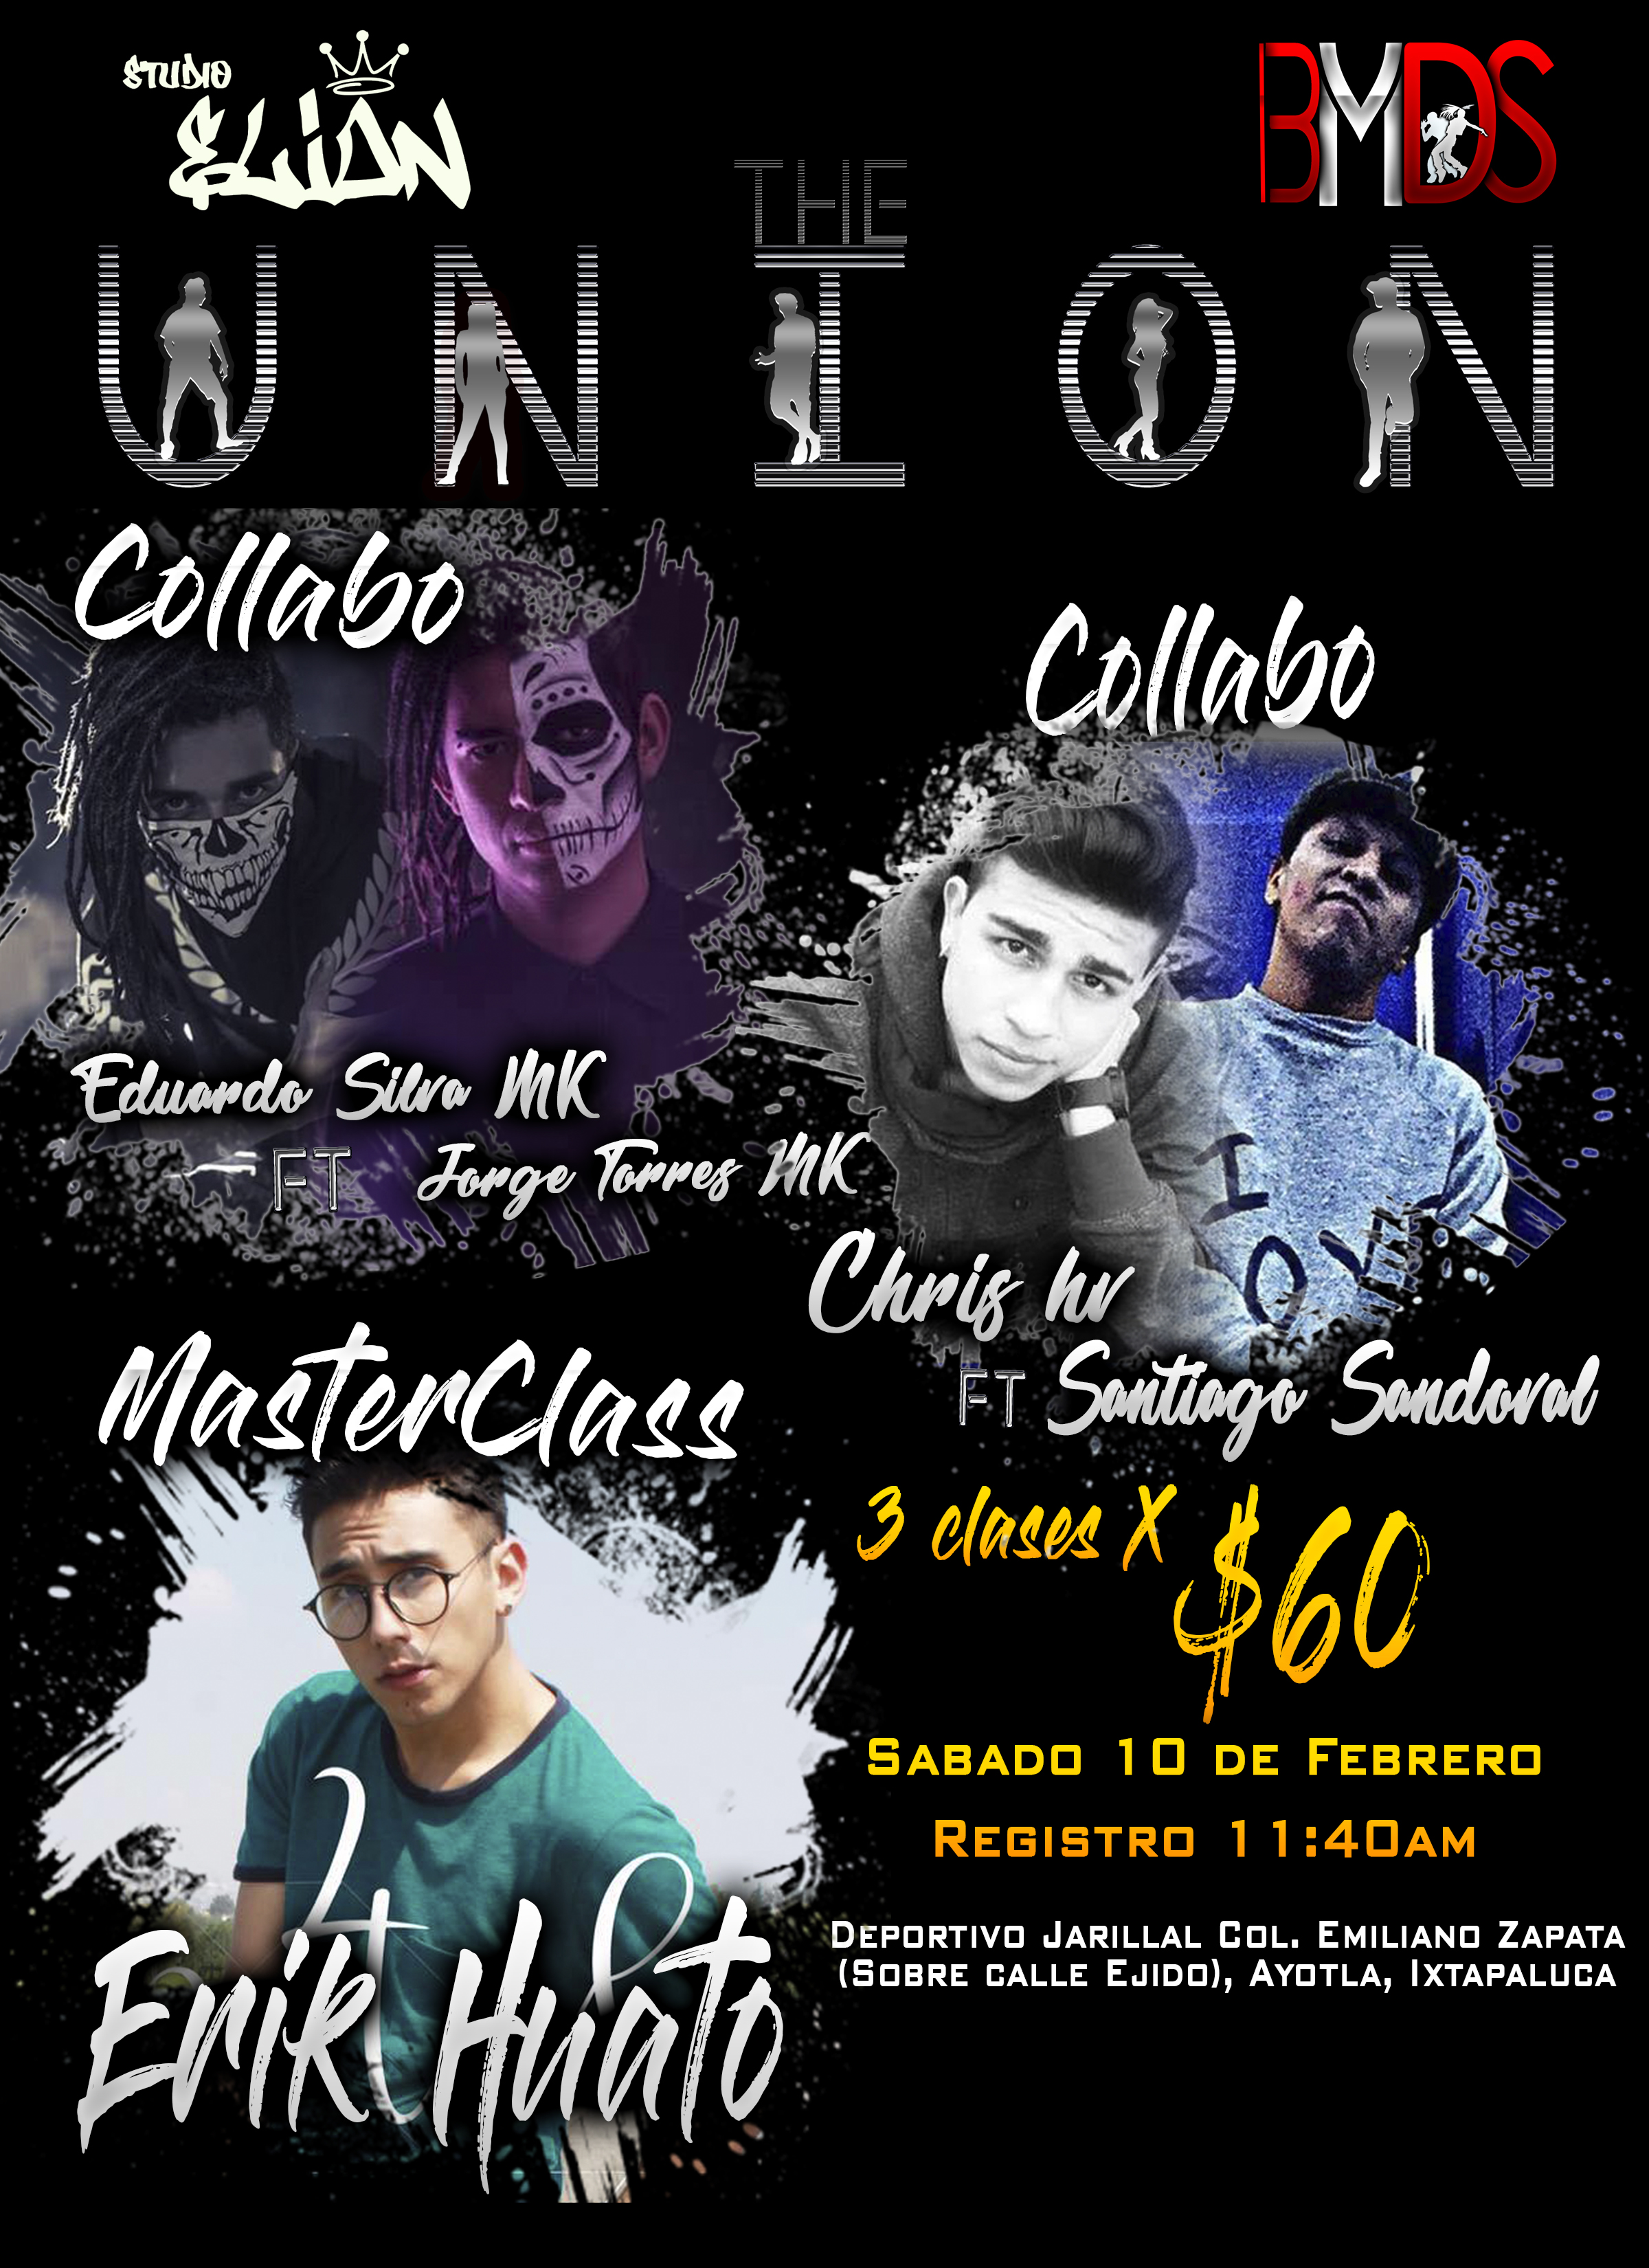 STUDIO
ELION
BMDS
THE
UNION
Collabo
Collabo
Eduardo Silva MK
FT Jorge Torres MK
Chris hv
FT Santiago Sandoval
MasterClass
3 clases X $60
Sabado 10 de Febrero
Registro 11:40am
Deportivo Jarillal Col. Emiliano Zapata
(Sobre calle Ejido), Ayotla, Ixtapaluca
Erik Huato